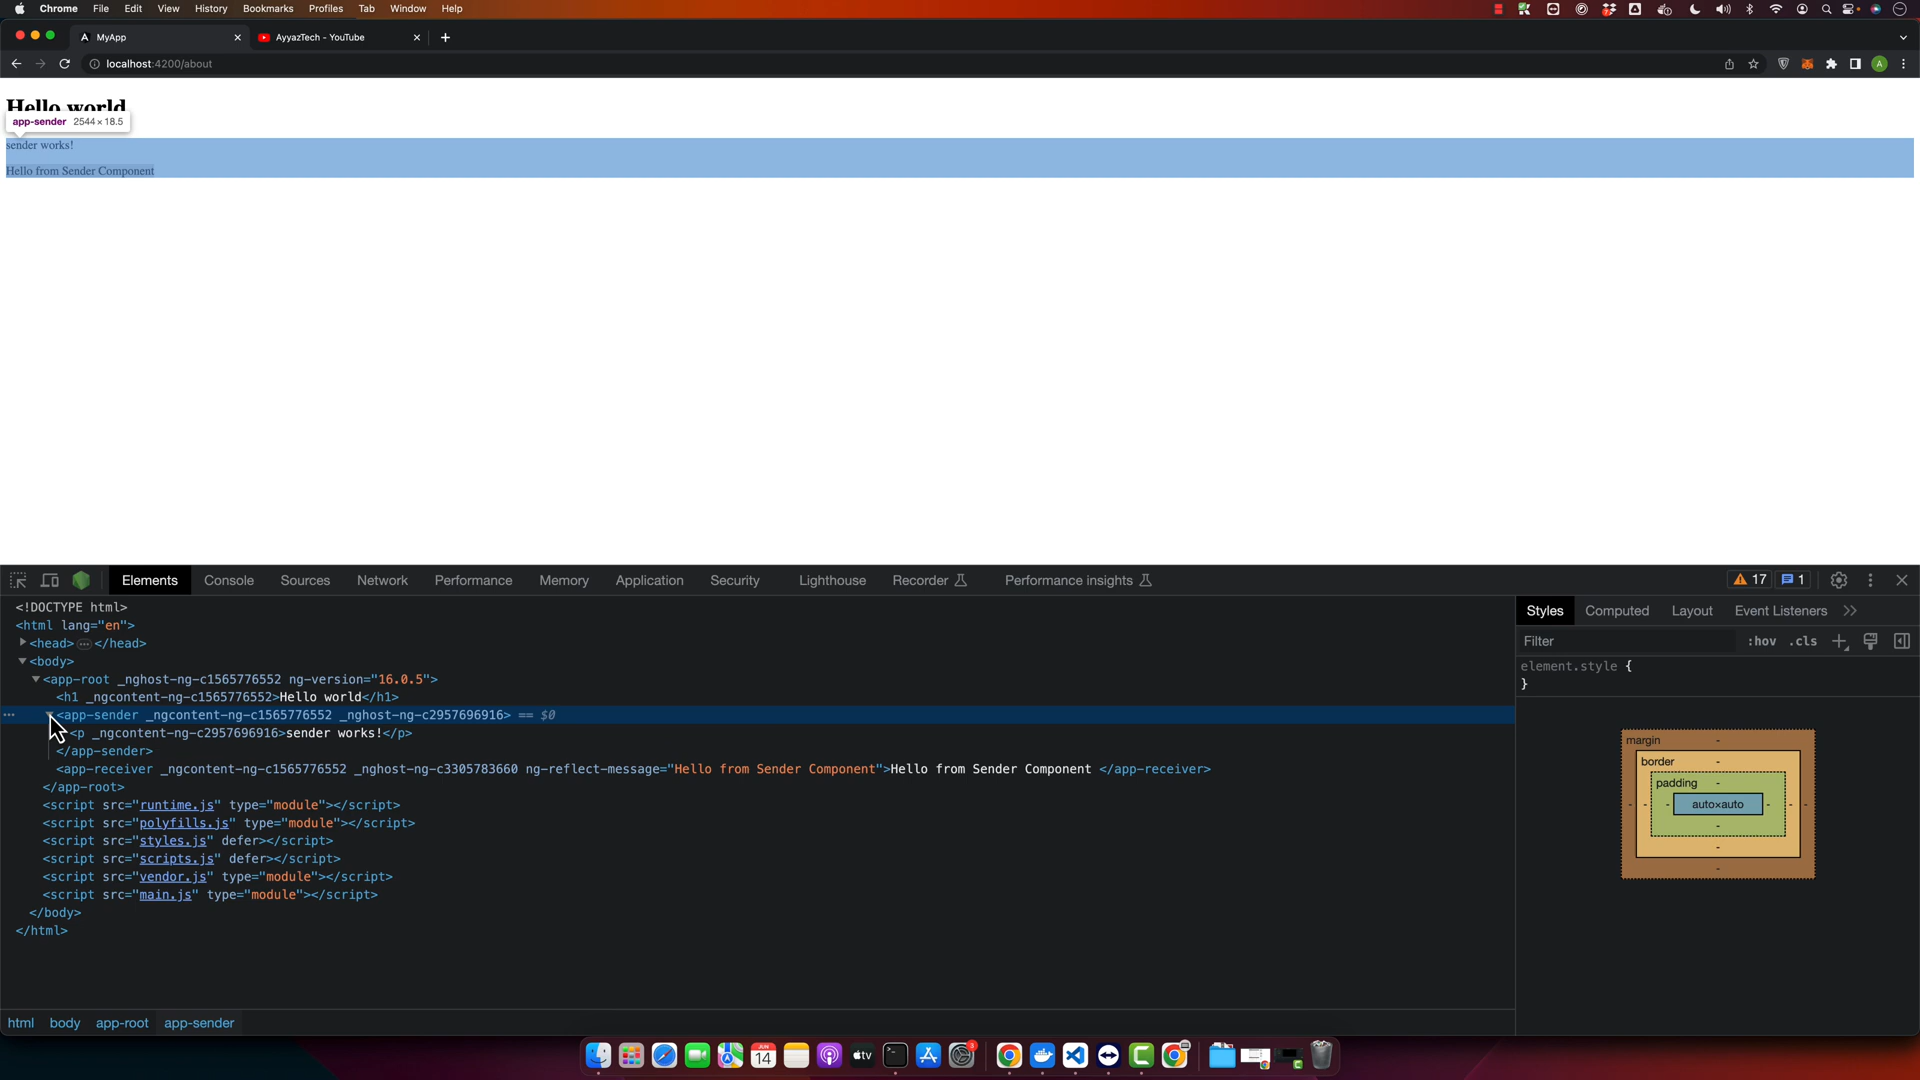 Chrome File Edit View History Bookmarks Profiles Tab Window Help
MyApp AyyazTech - YouTube
localhost:4200/about
A
Hello world
app-sender 2544 × 18.5
sender works!
Hello from Sender Component
Elements Console Sources Network Performance Memory Application Security Lighthouse Recorder Performance insights 17 1
<!DOCTYPE html>
<html lang="en">
<head> … </head>
<body>
<app-root _nghost-ng-c1565776552 ng-version="16.0.5">
<h1 _ngcontent-ng-c1565776552>Hello world</h1>
<app-sender _ngcontent-ng-c1565776552 _nghost-ng-c2957696916> == $0
<p _ngcontent-ng-c2957696916>sender works!</p>
</app-sender>
<app-receiver _ngcontent-ng-c1565776552 _nghost-ng-c3305783660 ng-reflect-message="Hello from Sender Component">Hello from Sender Component </app-receiver>
</app-root>
<script src="runtime.js" type="module"></script>
<script src="polyfills.js" type="module"></script>
<script src="styles.js" defer></script>
<script src="scripts.js" defer></script>
<script src="vendor.js" type="module"></script>
<script src="main.js" type="module"></script>
</body>
</html>
html body app-root app-sender
Styles Computed Layout Event Listeners
Filter :hov .cls
element.style {
}
margin -
border -
padding -
- - - auto×auto - - -
-
-
-
JUN
14
tv
3